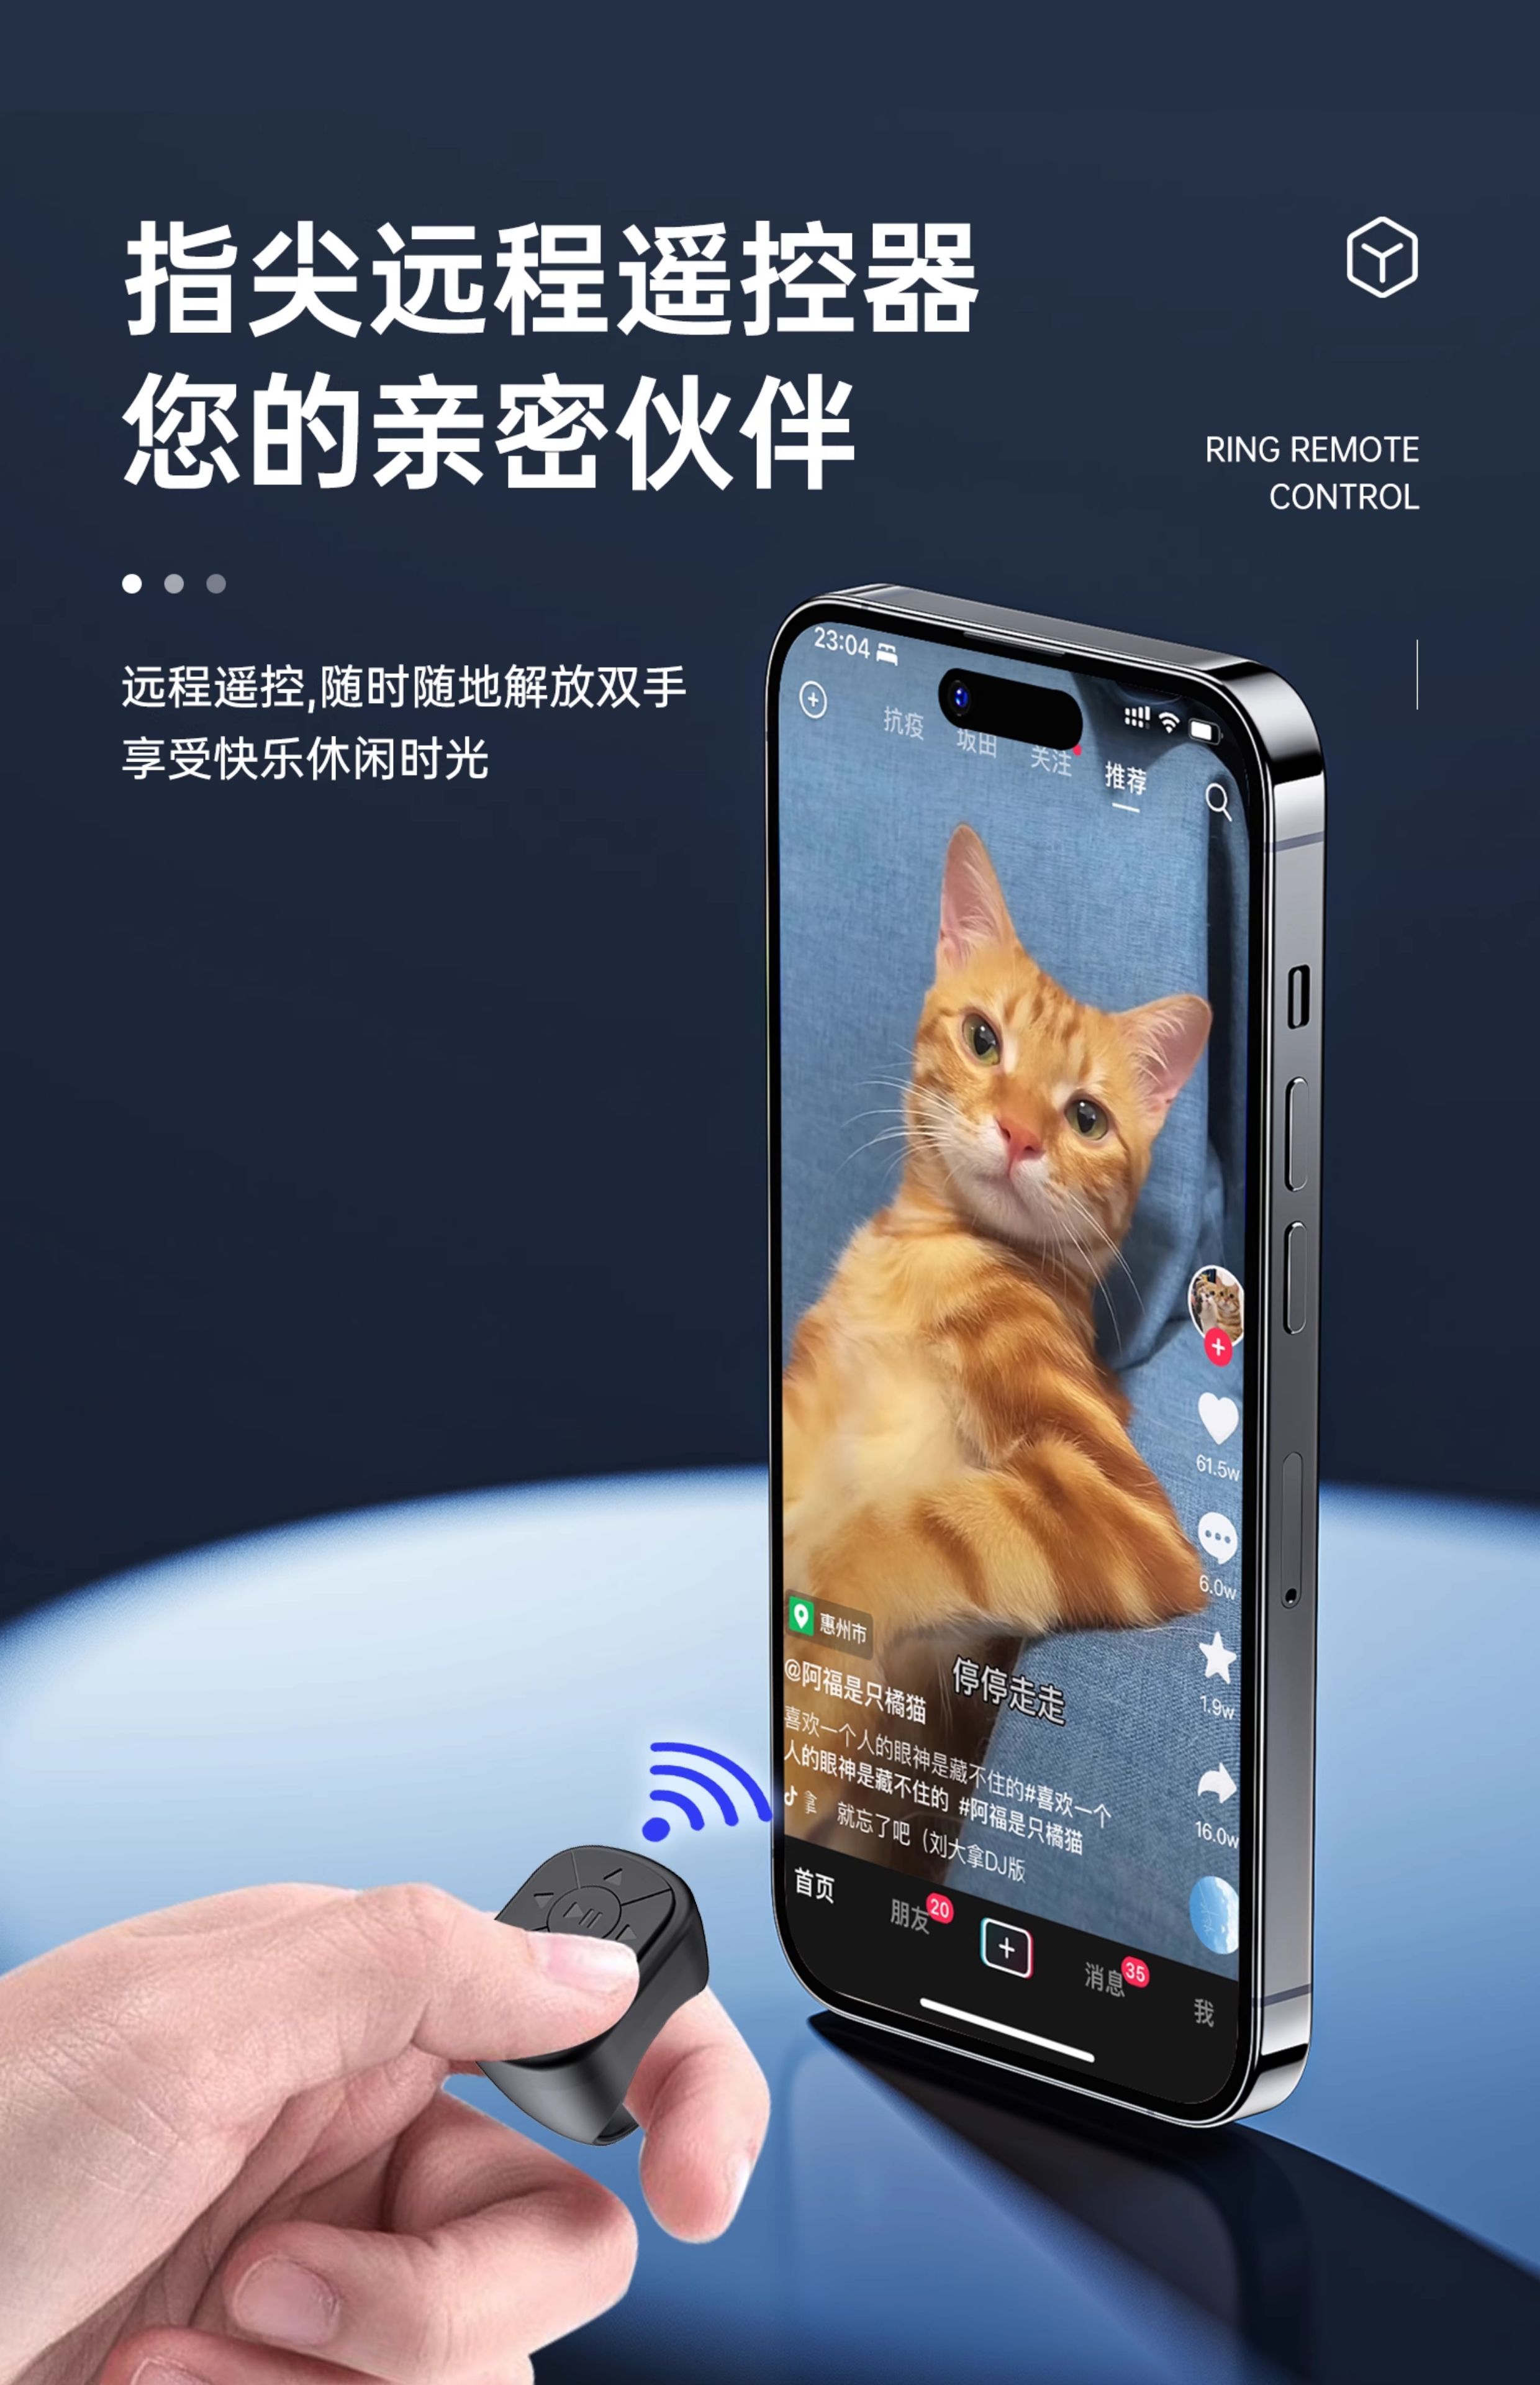 指尖远程遥控器
您的亲密伙伴
RING REMOTE
CONTROL
远程遥控,随时随地解放双手
享受快乐休闲时光
23:04
抗疫
坂田
关注
推荐
61.5w
6.0w
1.9w
16.0w
惠州市
停停走走
@阿福是只橘猫
喜欢一个人的眼神是藏不住的#喜欢一个
人的眼神是藏不住的 #阿福是只橘猫
就忘了吧（刘大拿DJ版
首页
朋友
20
消息
35
我